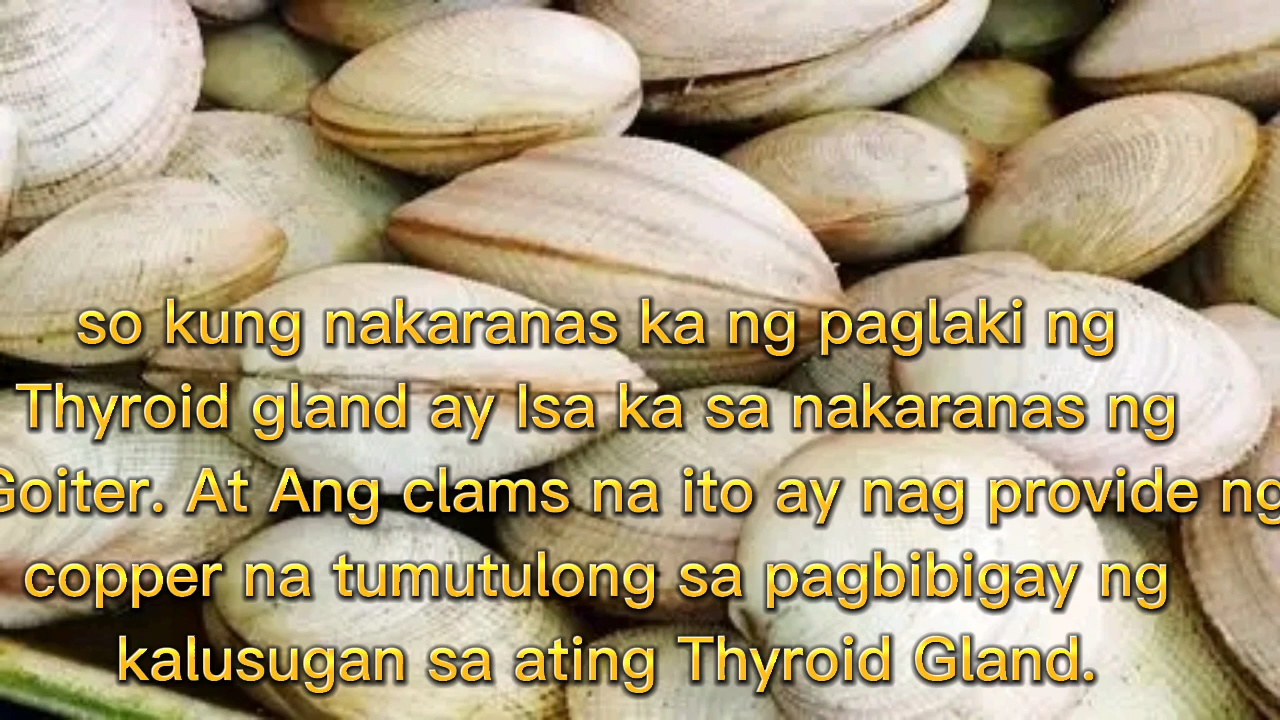 so kung nakaranas ka ng paglaki ng
Thyroid gland ay Isa ka sa nakaranas ng
Goiter. At Ang clams na ito ay nag provide ng
copper na tumutulong sa pagbibigay ng
kalusugan sa ating Thyroid Gland.